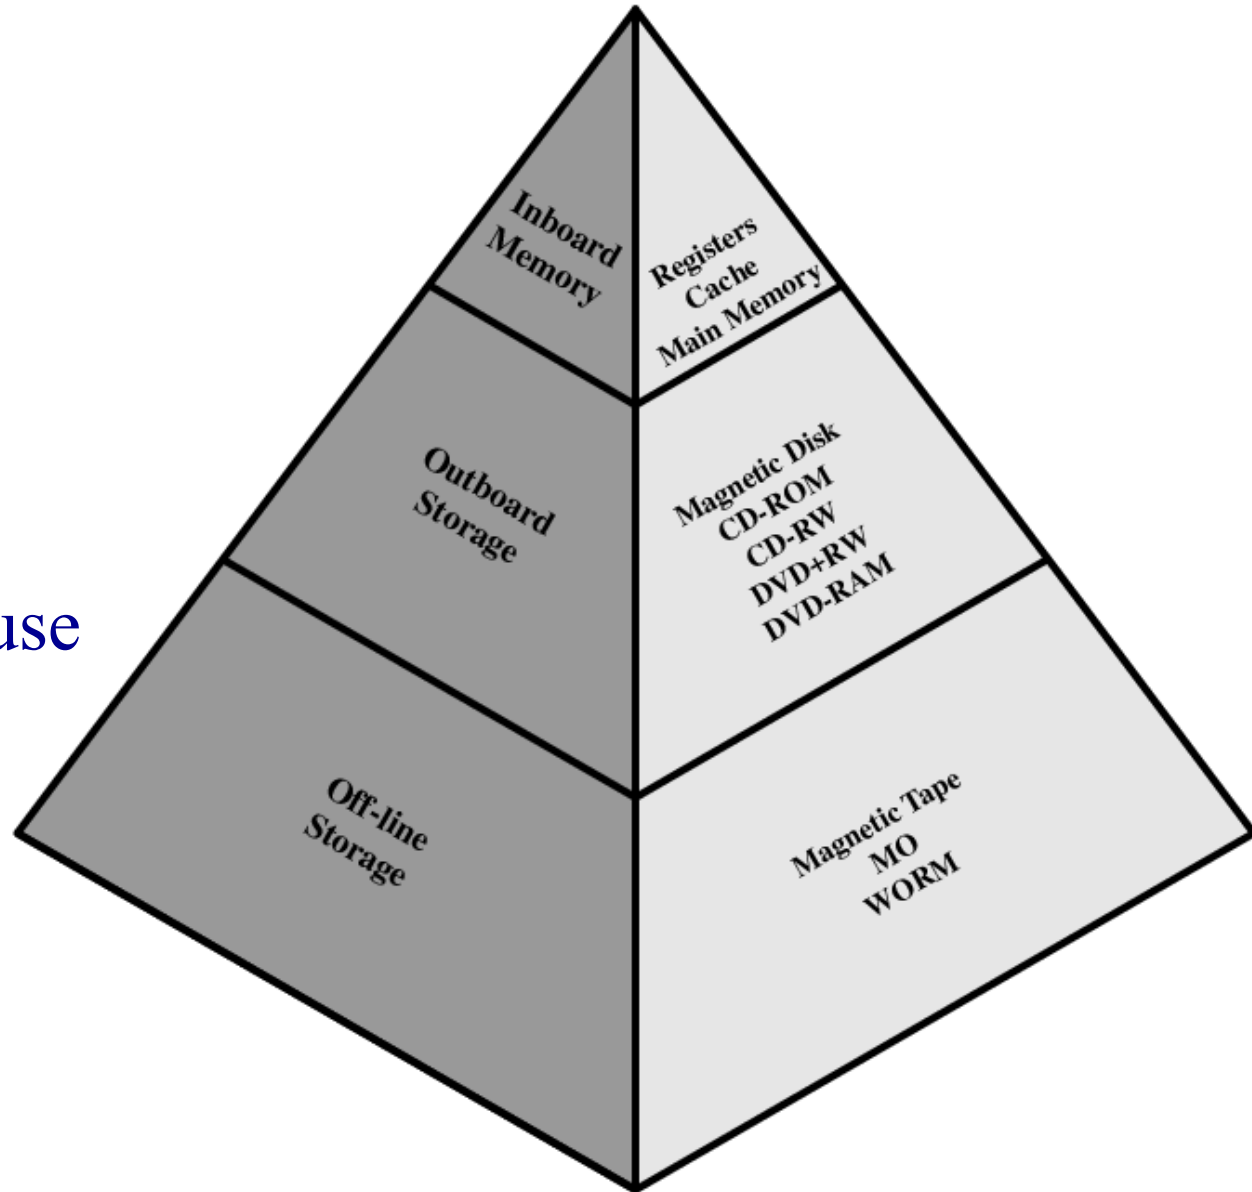 Inboard
Memory
Registers
Cache
Main Memory
Outboard
Storage
Magnetic Disk
CD-ROM
CD-RW
DVD+RW
DVD-RAM
use
Off-line
Storage
Magnetic Tape
MO
WORM